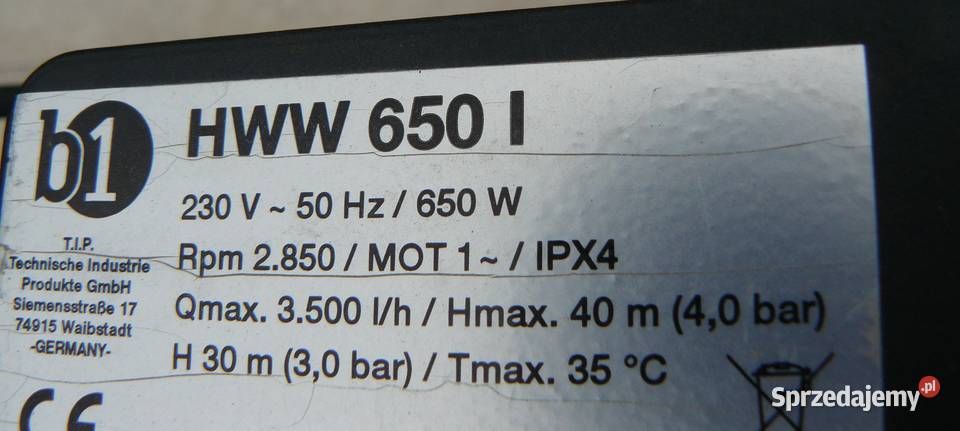 b1
HWW 650 I
230 V ~ 50 Hz / 650 W
Rpm 2.850 / MOT 1~ / IPX4
Qmax. 3.500 l/h / Hmax. 40 m (4,0 bar)
H 30 m (3,0 bar) / Tmax. 35 °C
T.I.P.
Technische Industrie
Produkte GmbH
Siemensstraße 17
74915 Waibstadt
-GERMANY-
CE
Sprzedajemy.pl